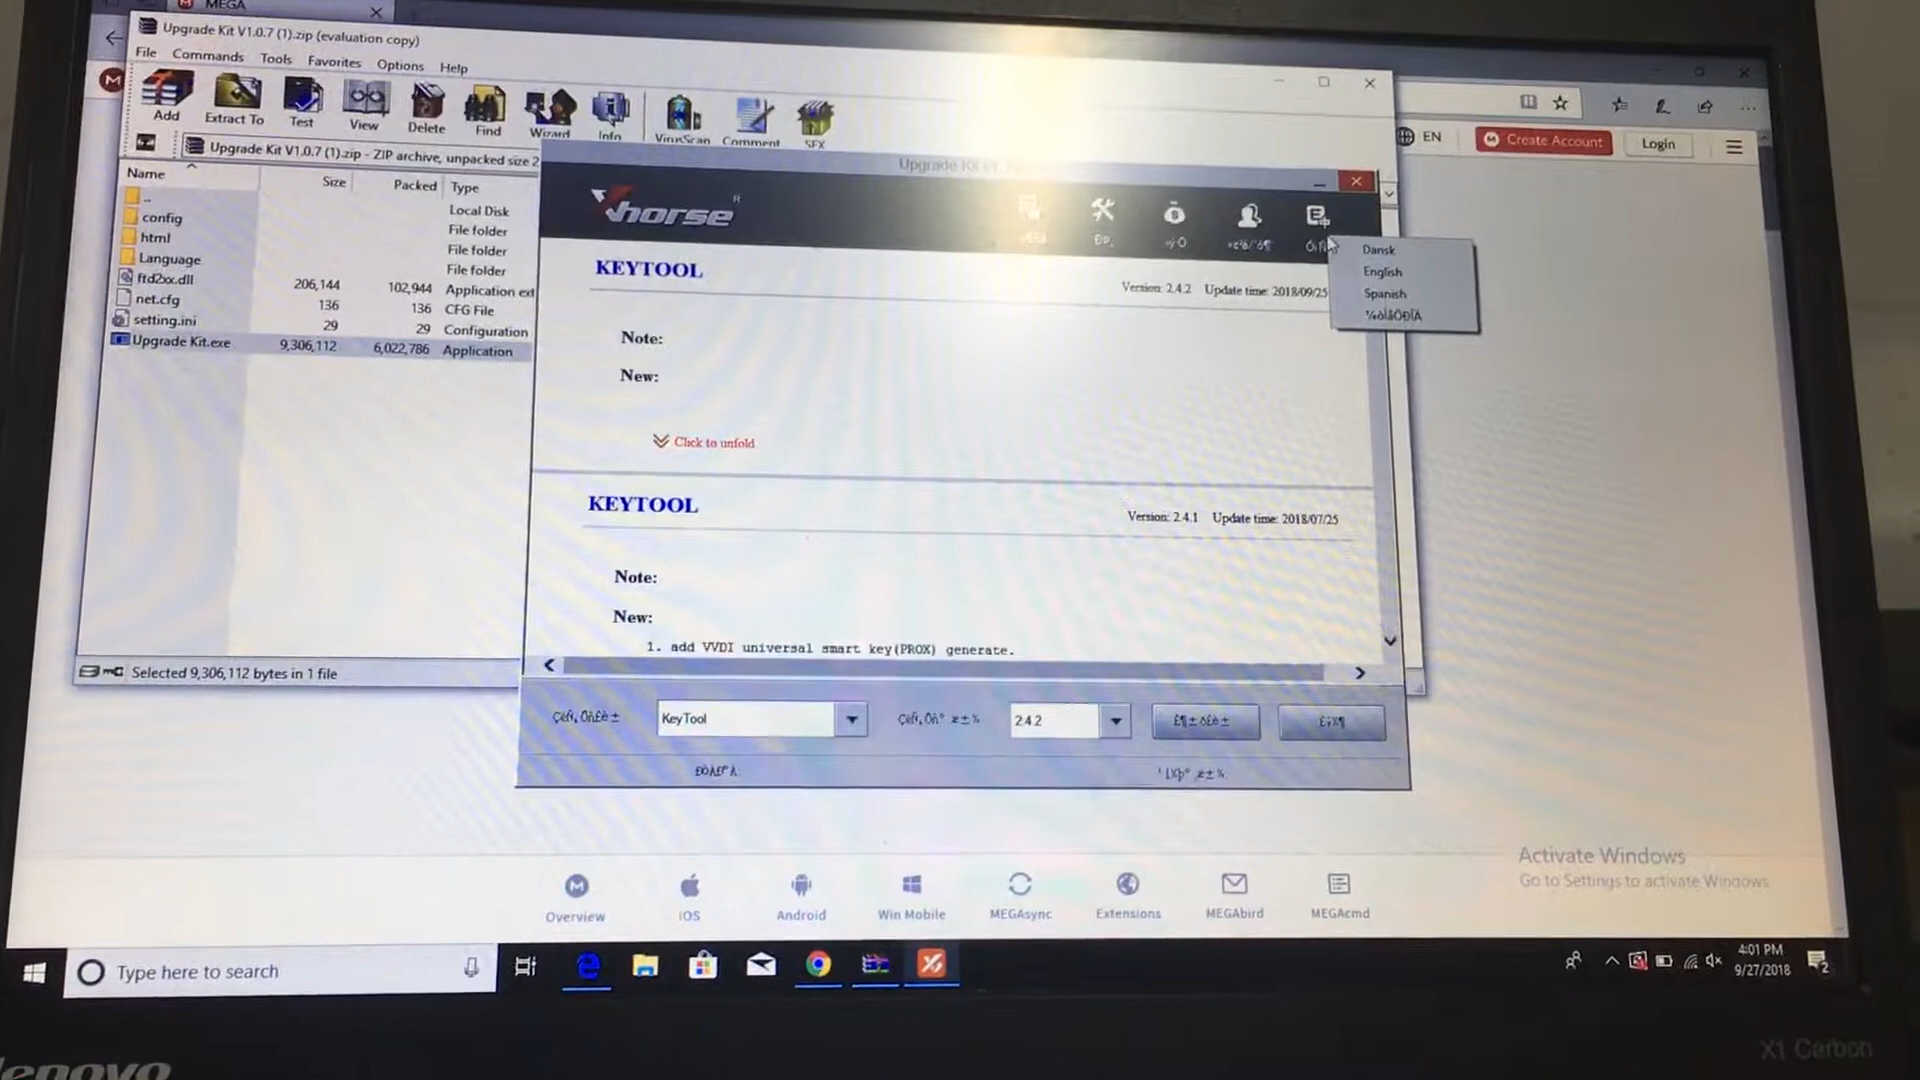 MEGA
Upgrade Kit V1.0.7 (1).zip (evaluation copy)
File Commands Tools Favorites Options Help
Add Extract To Test View Delete Find Wizard Info VirusScan Comment SFX
Upgrade Kit V1.0.7 (1).zip - ZIP archive, unpacked size 2
EN Create Account Login
Name Size Packed Type
.. Local Disk
config File folder
html File folder
Language File folder
ftd2xx.dll 206,144 102,944 Application ext
net.cfg 136 136 CFG File
setting.ini 29 29 Configuration
Upgrade Kit.exe 9,306,112 6,022,786 Application
Selected 9,306,112 bytes in 1 file
Upgrade Kit
Xhorse R
Dansk
English
Spanish
¼òÌåÖÐÎÄ
KEYTOOL
Version: 2.4.2 Update time: 2018/09/25
Note:
New:
Click to unfold
KEYTOOL
Version: 2.4.1 Update time: 2018/07/25
Note:
New:
1. add VVDI universal smart key(PROX) generate.
KeyTool 2.4.2
Activate Windows
Go to Settings to activate Windows.
Overview iOS Android Win Mobile MEGAsync Extensions MEGAbird MEGAcmd
Type here to search
4:01 PM
9/27/2018
2
lenovo
X1 Carbon